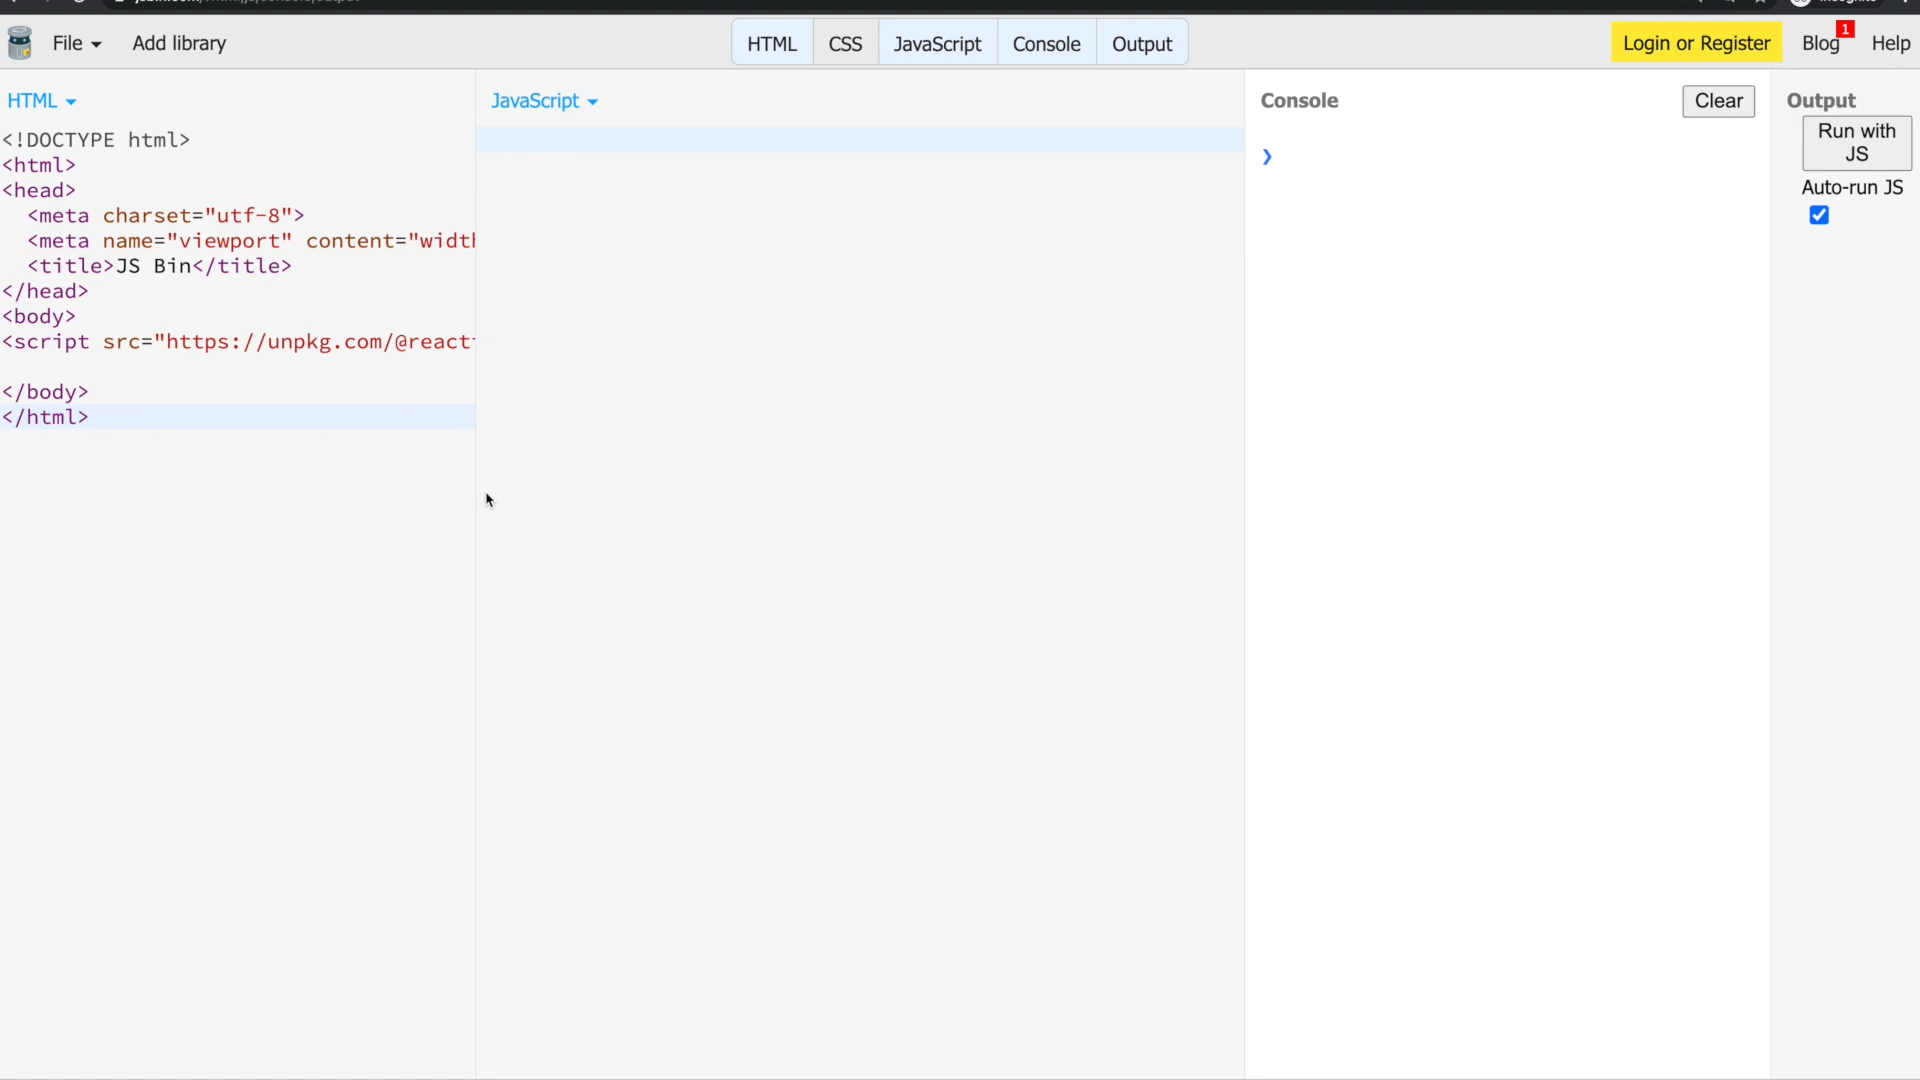 File
Add library
HTML
CSS
JavaScript
Console
Output
Login or Register
Blog
1
Help
HTML
<!DOCTYPE html>
<html>
<head>
<meta charset="utf-8">
<meta name="viewport" content="width
<title>JS Bin</title>
</head>
<body>
<script src="https://unpkg.com/@react
</body>
</html>
JavaScript
Console
Clear
❯
Output
Run with
JS
Auto-run JS